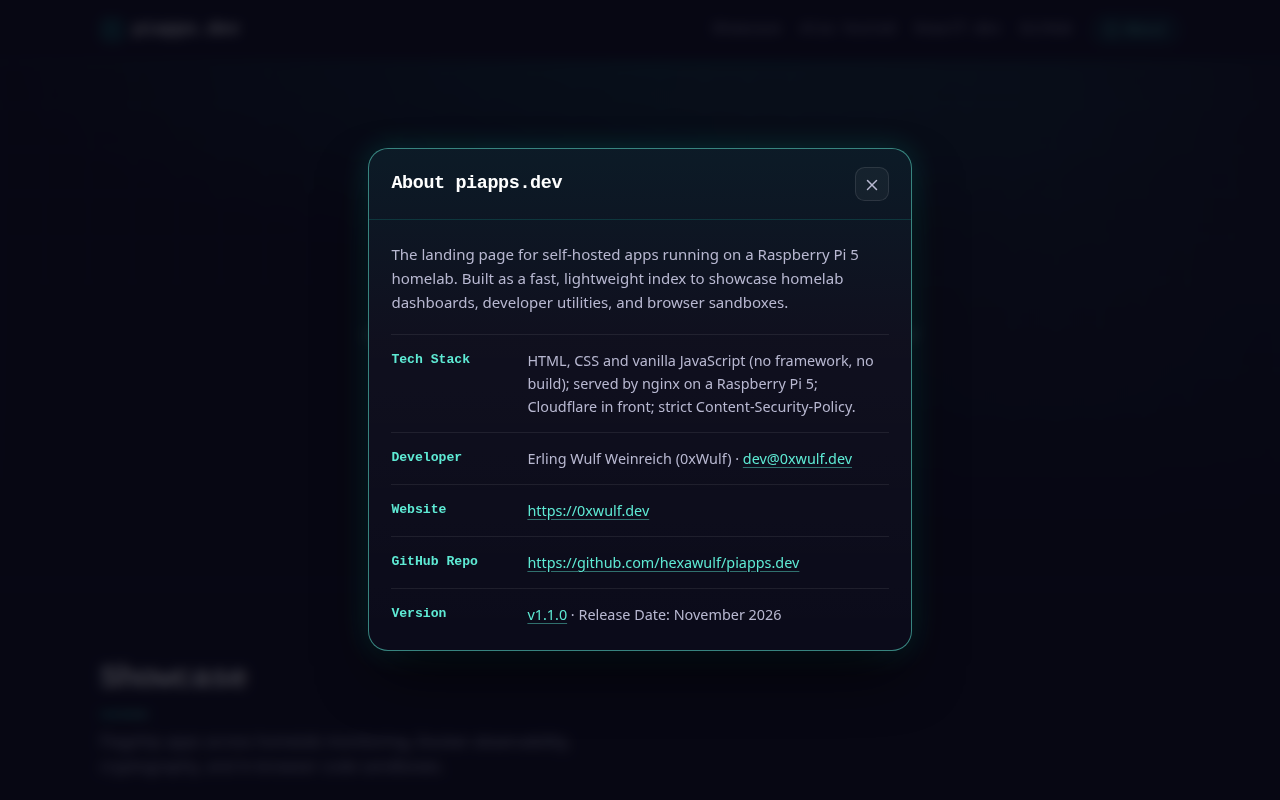 piapps.dev
About piapps.dev
The landing page for self-hosted apps running on a Raspberry Pi 5
homelab. Built as a fast, lightweight index to showcase homelab
dashboards, developer utilities, and browser sandboxes.
Tech Stack
HTML, CSS and vanilla JavaScript (no framework, no
build); served by nginx on a Raspberry Pi 5;
Cloudflare in front; strict Content-Security-Policy.
Developer
Erling Wulf Weinreich (0xWulf) · dev@0xwulf.dev
Website
https://0xwulf.dev
GitHub Repo
https://github.com/hexawulf/piapps.dev
Version
v1.1.0 · Release Date: November 2026
Showcase